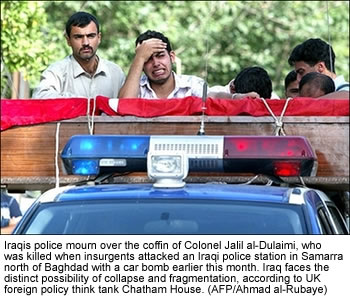 Iraqis police mourn over the coffin of Colonel Jalil al-Dulaimi, who
was killed when insurgents attacked an Iraqi police station in Samarra
north of Baghdad with a car bomb earlier this month. Iraq faces the
distinct possibility of collapse and fragmentation, according to UK
foreign policy think tank Chatham House. (AFP/Ahmad al-Rubaye)